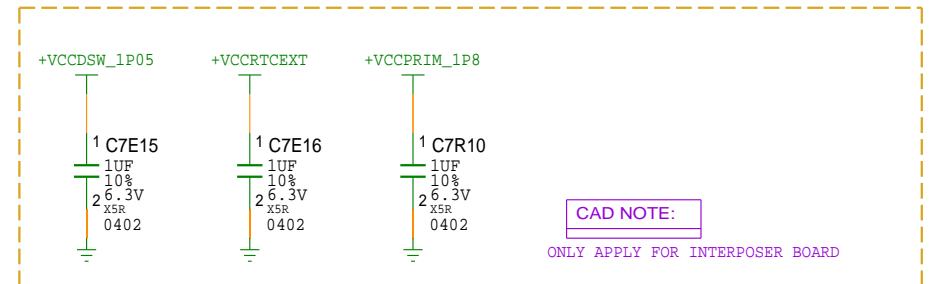 +VCCDSW_1P05 +VCCRTCEXT +VCCPRIM_1P8
1 C7E15
1UF
10%
2 6.3V
X5R
0402
1 C7E16
1UF
10%
2 6.3V
X5R
0402
1 C7R10
1UF
10%
2 6.3V
X5R
0402
CAD NOTE:
ONLY APPLY FOR INTERPOSER BOARD